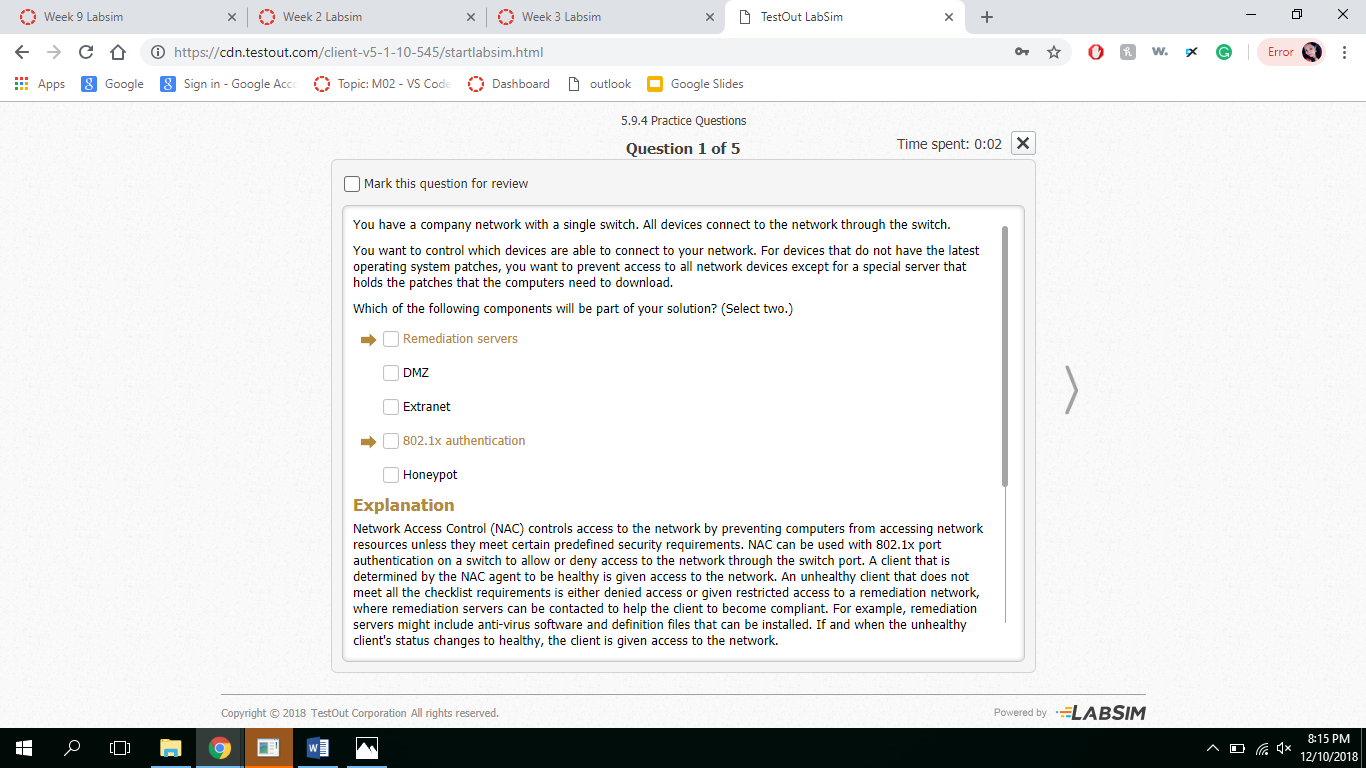 Week 9 Labsim
Week 2 Labsim
Week 3 Labsim
TestOut LabSim
https://cdn.testout.com/client-v5-1-10-545/startlabsim.html
Error
Apps
Google
Sign in - Google Acc
Topic: M02 - VS Code
Dashboard
outlook
Google Slides
5.9.4 Practice Questions
Question 1 of 5
Time spent: 0:02
Mark this question for review
You have a company network with a single switch. All devices connect to the network through the switch.
You want to control which devices are able to connect to your network. For devices that do not have the latest
operating system patches, you want to prevent access to all network devices except for a special server that
holds the patches that the computers need to download.
Which of the following components will be part of your solution? (Select two.)
Remediation servers
DMZ
Extranet
802.1x authentication
Honeypot
Explanation
Network Access Control (NAC) controls access to the network by preventing computers from accessing network
resources unless they meet certain predefined security requirements. NAC can be used with 802.1x port
authentication on a switch to allow or deny access to the network through the switch port. A client that is
determined by the NAC agent to be healthy is given access to the network. An unhealthy client that does not
meet all the checklist requirements is either denied access or given restricted access to a remediation network,
where remediation servers can be contacted to help the client to become compliant. For example, remediation
servers might include anti-virus software and definition files that can be installed. If and when the unhealthy
client's status changes to healthy, the client is given access to the network.
Copyright © 2018 TestOut Corporation All rights reserved.
Powered by LABSIM
8:15 PM
12/10/2018